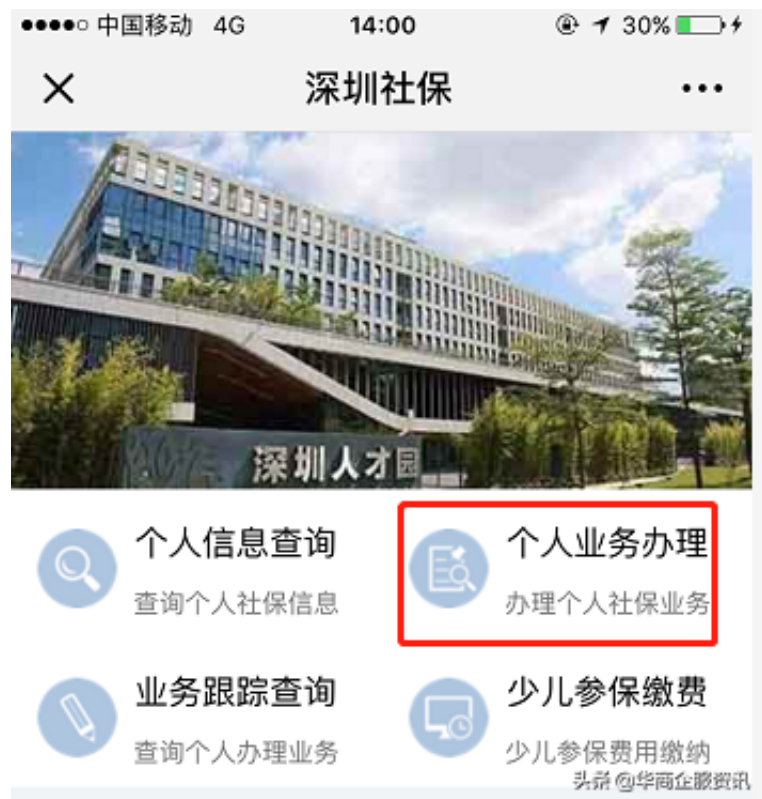 中国移动 4G 14:00 30%
深圳社保
深圳人才园
个人信息查询
查询个人社保信息
个人业务办理
办理个人社保业务
业务跟踪查询
查询个人办理业务
少儿参保缴费
少儿参保费用缴纳
头条 @华商企服资讯